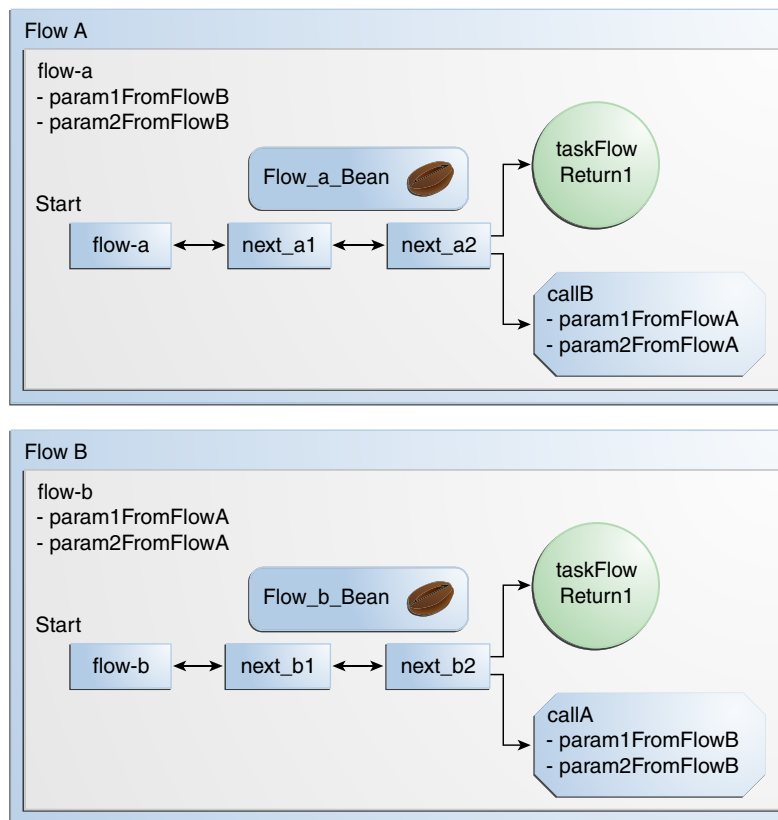 Flow A
flow-a
- param1FromFlowB
- param2FromFlowB
Flow_a_Bean
taskFlow
Return1
Start
flow-a
next_a1
next_a2
callB
- param1FromFlowA
- param2FromFlowA
Flow B
flow-b
- param1FromFlowA
- param2FromFlowA
Flow_b_Bean
taskFlow
Return1
Start
flow-b
next_b1
next_b2
callA
- param1FromFlowB
- param2FromFlowB